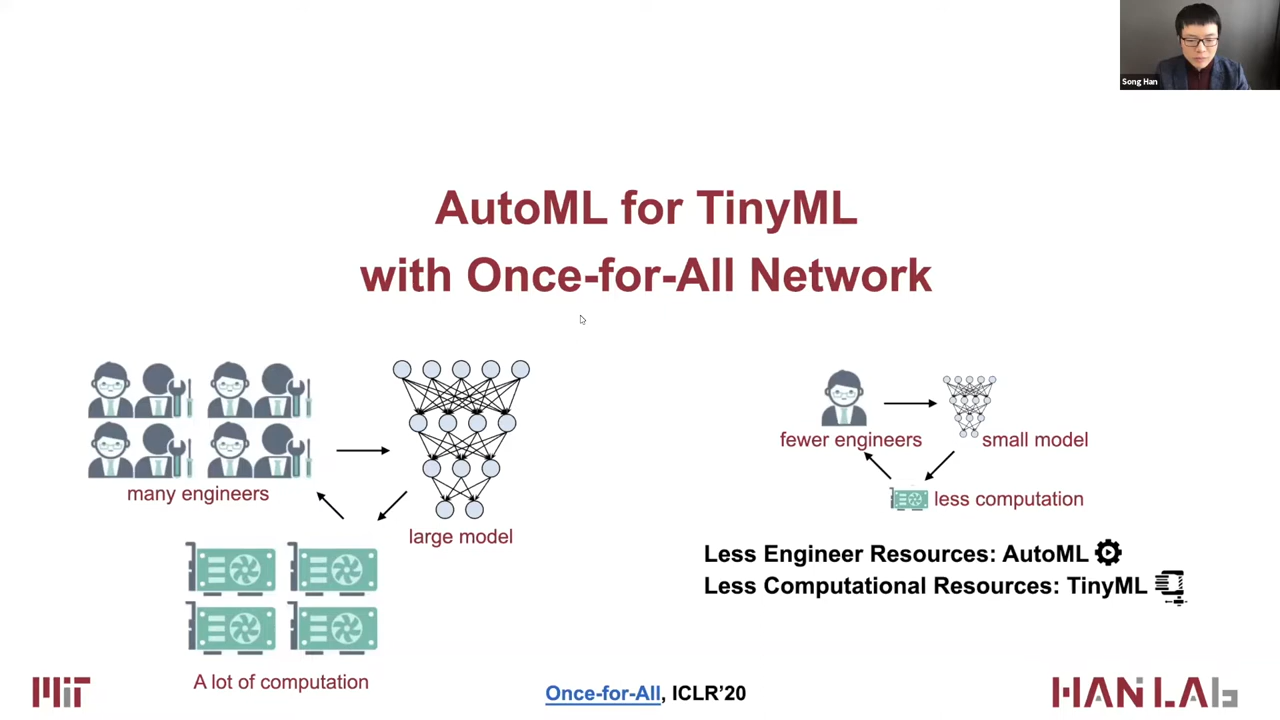 Song Han
AutoML for TinyML
with Once-for-All Network
many engineers
large model
A lot of computation
fewer engineers
small model
less computation
Less Engineer Resources: AutoML
Less Computational Resources: TinyML
MIT
Once-for-All, ICLR'20
HAN LAb